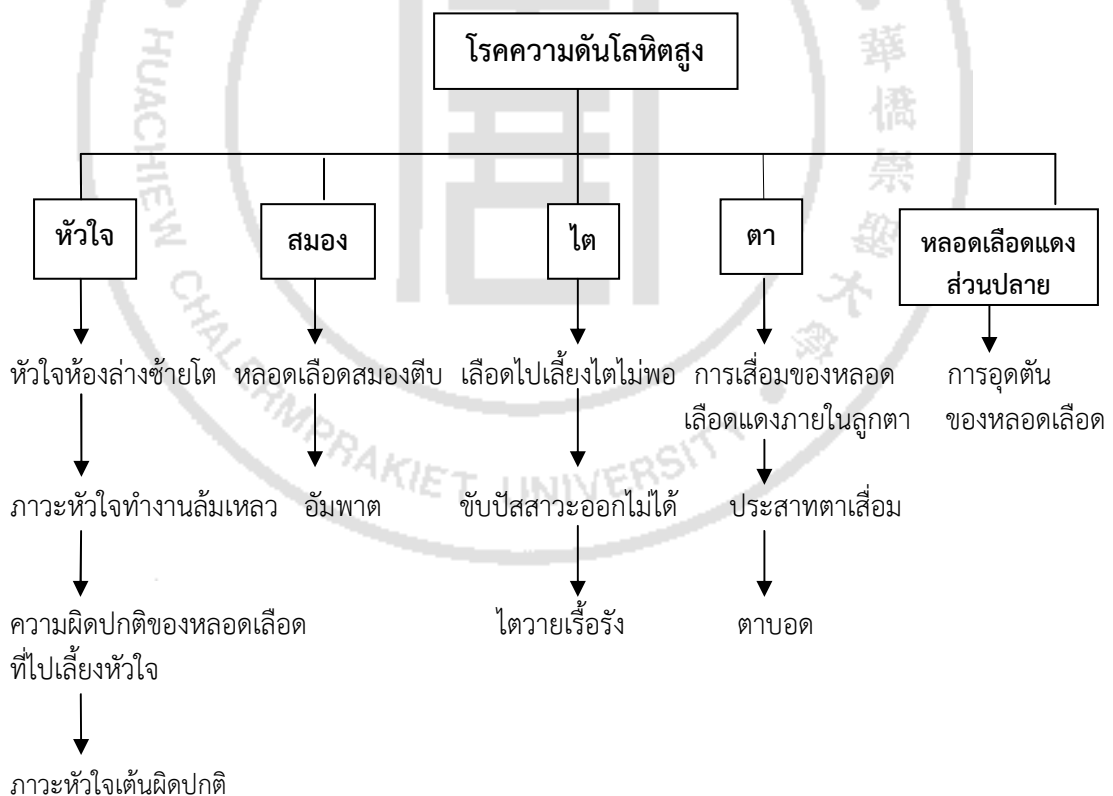 โรคความดันโลหิตสูง
หัวใจ
สมอง
ไต
ตา
หลอดเลือดแดง
ส่วนปลาย
หัวใจห้องล่างซ้ายโต
หลอดเลือดสมองตีบ
เลือดไปเลี้ยงไตไม่พอ
การเสื่อมของหลอด
เลือดแดงภายในลูกตา
การอุดตัน
ของหลอดเลือด
ภาวะหัวใจทำงานล้มเหลว
อัมพาต
ขับปัสสาวะออกไม่ได้
ประสาทตาเสื่อม
ความผิดปกติของหลอดเลือด
ที่ไปเลี้ยงหัวใจ
ไตวายเรื้อรัง
ตาบอด
ภาวะหัวใจเต้นผิดปกติ
HUACHIEW CHALERMPRAKIET UNIVERSITY
華僑崇聖大學